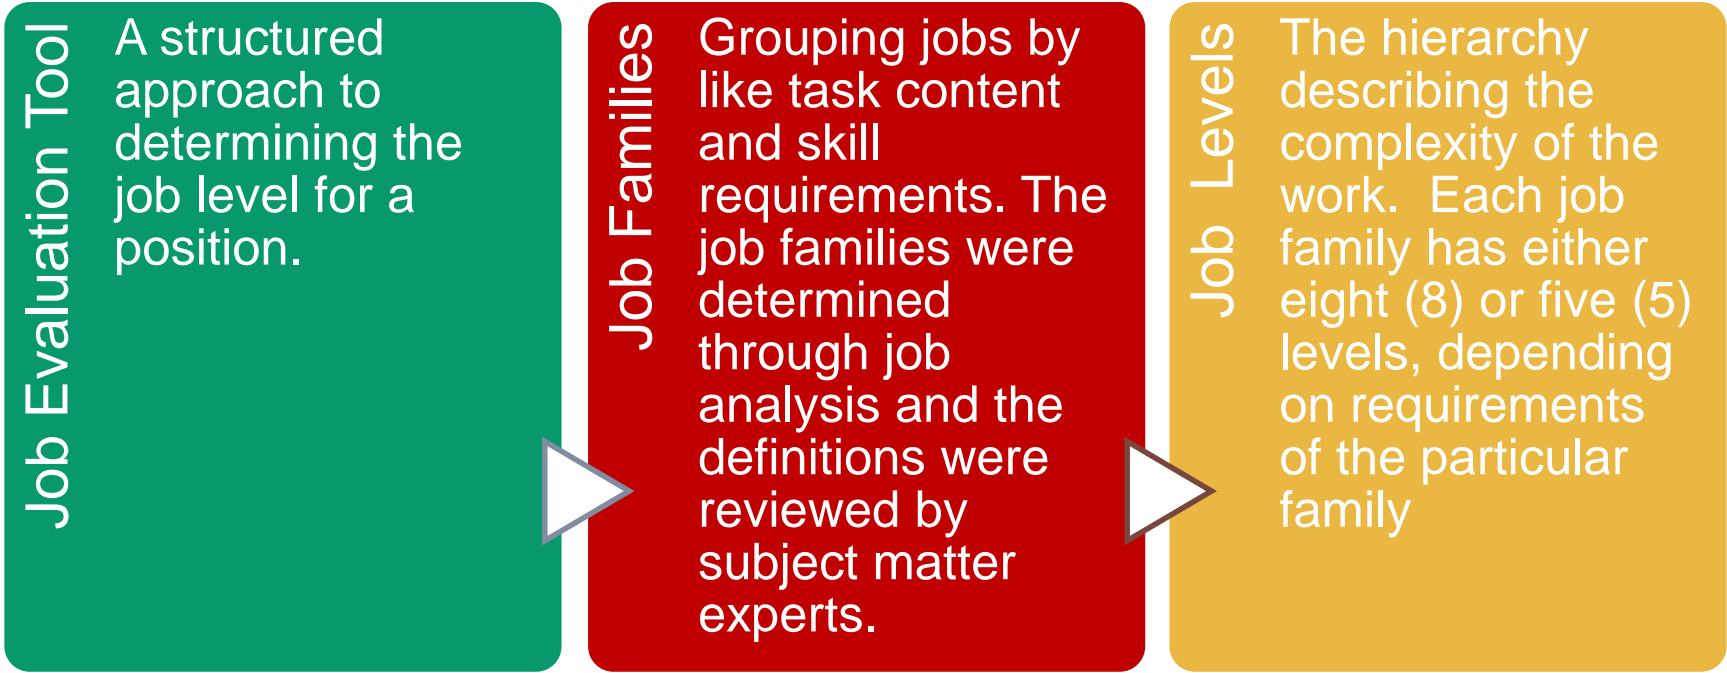 Job Evaluation Tool
A structured
approach to
determining the
job level for a
position.
Job Families
Grouping jobs by
like task content
and skill
requirements. The
job families were
determined
through job
analysis and the
definitions were
reviewed by
subject matter
experts.
Job Levels
The hierarchy
describing the
complexity of the
work.  Each job
family has either
eight (8) or five (5)
levels, depending
on requirements
of the particular
family